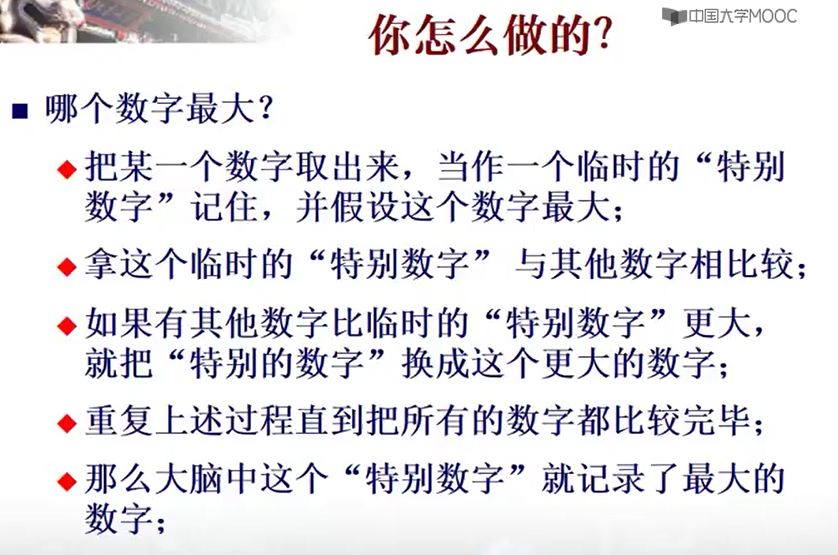 中国大学MOOC
你怎么做的?
哪个数字最大?
把某一个数字取出来，当作一个临时的“特别
数字”记住，并假设这个数字最大；
拿这个临时的“特别数字” 与其他数字相比较；
如果有其他数字比临时的“特别数字”更大，
就把“特别的数字”换成这个更大的数字；
重复上述过程直到把所有的数字都比较完毕；
那么大脑中这个“特别数字”就记录了最大的
数字；